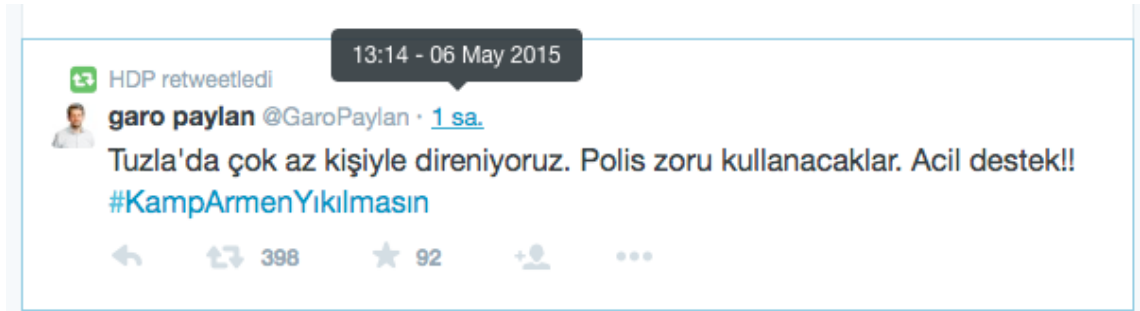 13:14 - 06 May 2015
HDP retweetledi
garo paylan @GaroPaylan · 1 sa.
Tuzla'da çok az kişiyle direniyoruz. Polis zoru kullanacaklar. Acil destek!!
#KampArmenYıkılmasın
398 92